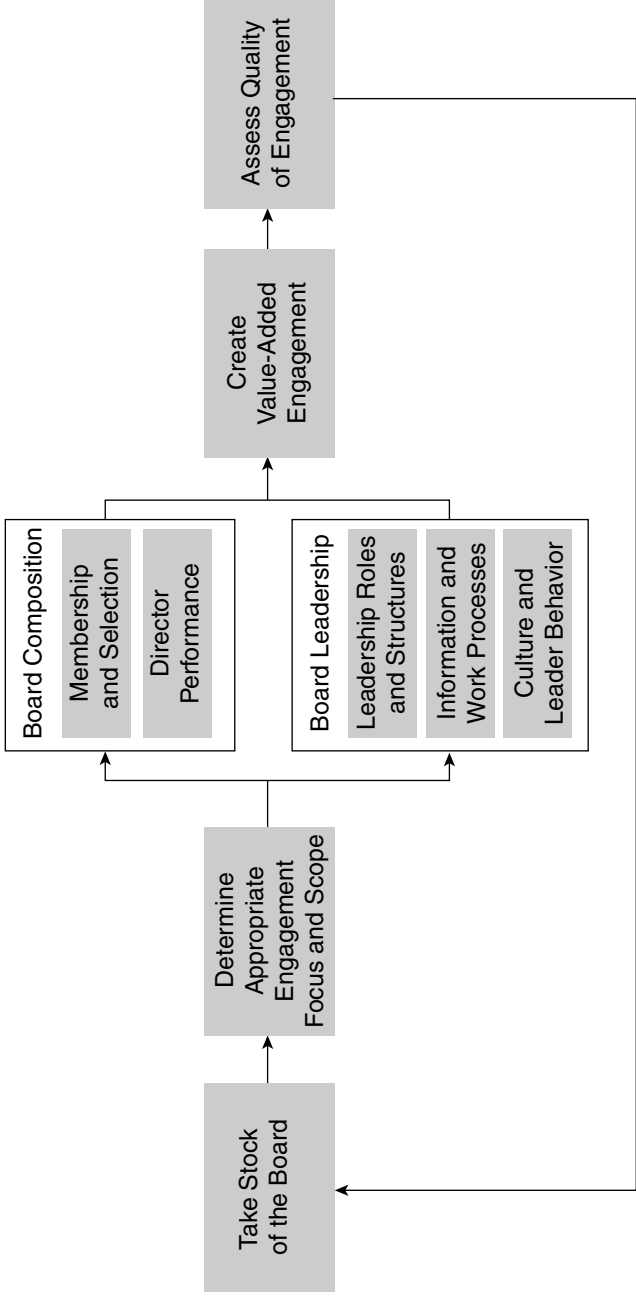 Take Stock
of the Board
Determine
Appropriate
Engagement
Focus and Scope
Board Composition
Membership
and Selection
Director
Performance
Board Leadership
Leadership Roles
and Structures
Information and
Work Processes
Culture and
Leader Behavior
Create
Value-Added
Engagement
Assess Quality
of Engagement